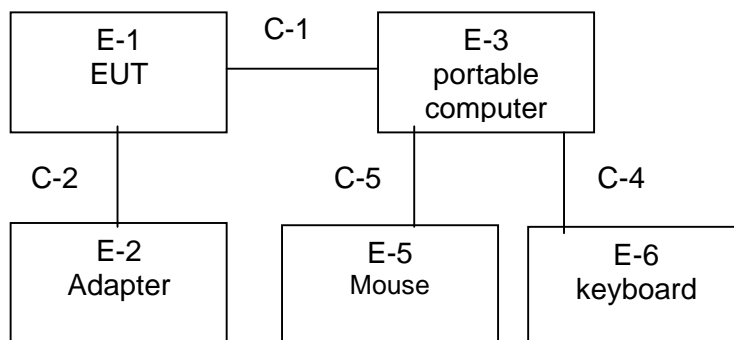 E-1
EUT
C-1
E-3
portable
computer
C-2
C-5
C-4
E-2
Adapter
E-5
Mouse
E-6
keyboard